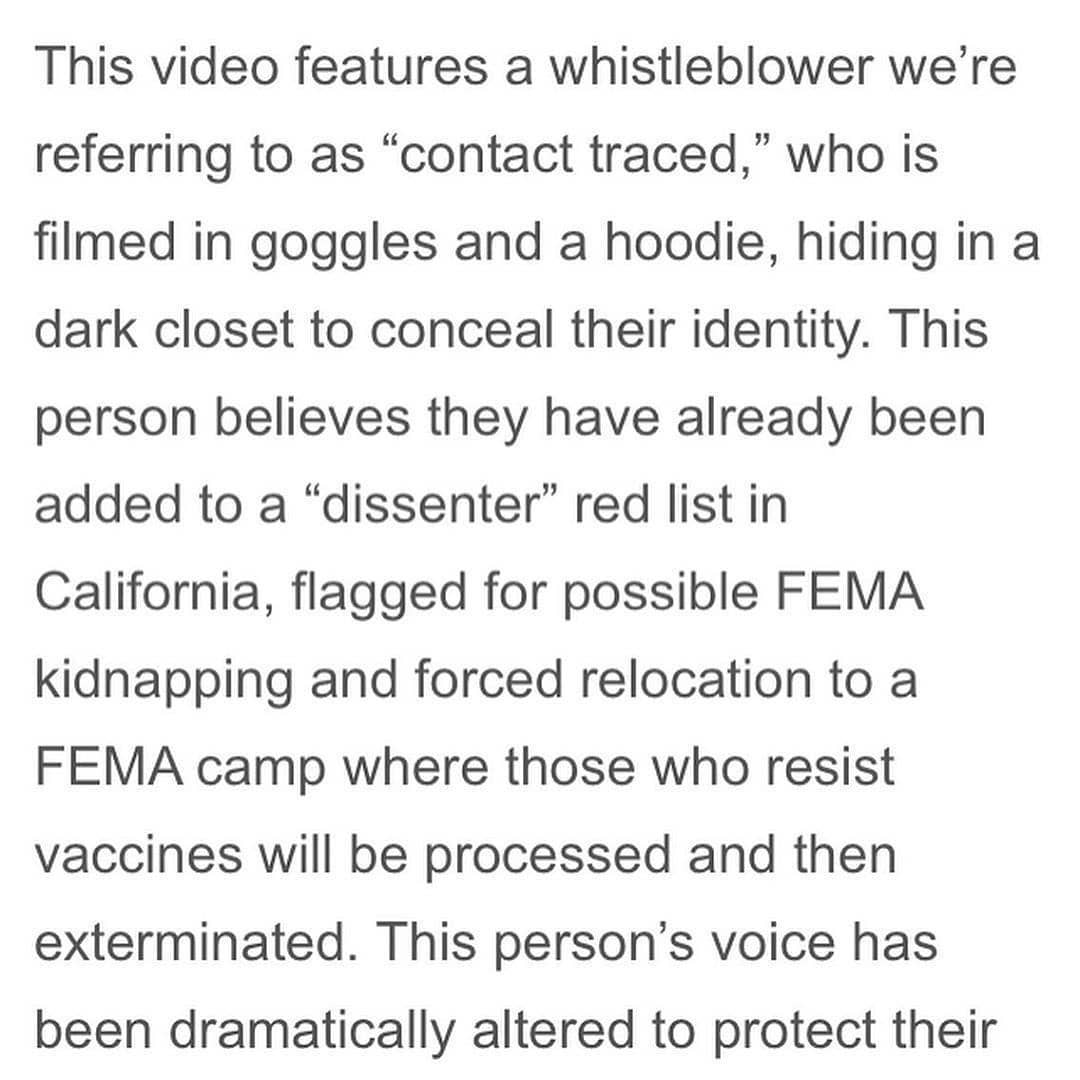 This video features a whistleblower we’re
referring to as “contact traced,” who is
filmed in goggles and a hoodie, hiding in a
dark closet to conceal their identity. This
person believes they have already been
added to a “dissenter” red list in
California, flagged for possible FEMA
kidnapping and forced relocation to a
FEMA camp where those who resist
vaccines will be processed and then
exterminated. This person’s voice has
been dramatically altered to protect their